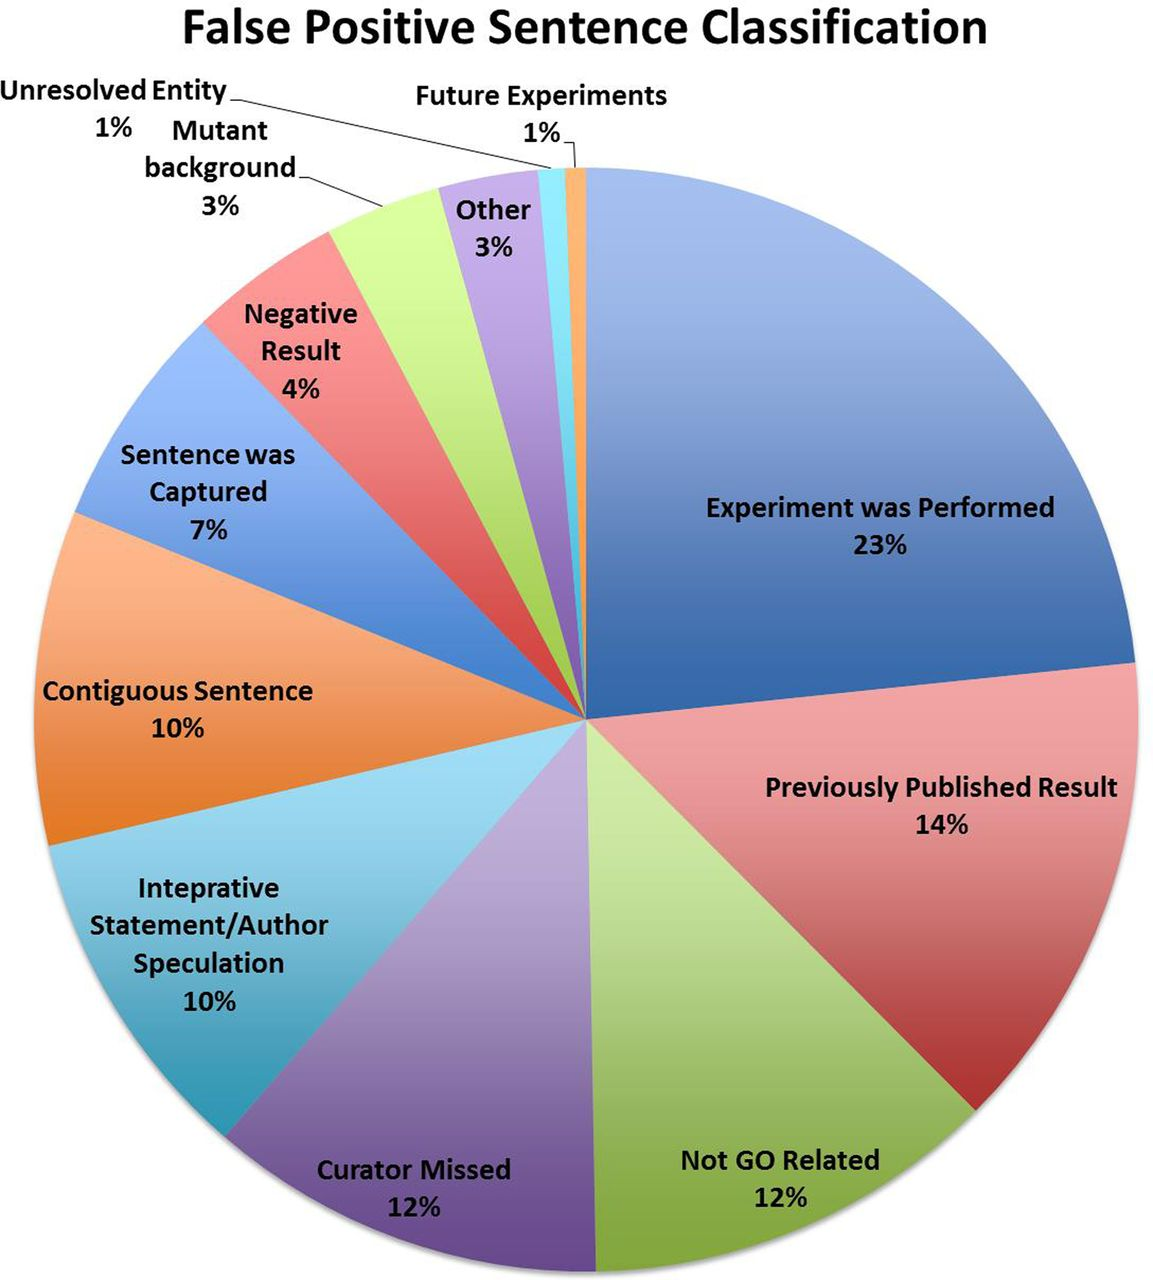 False Positive Sentence Classification
Unresolved Entity
1%
Future Experiments
1%
Mutant
background
3%
Other
3%
Negative
Result
4%
Sentence was
Captured
7%
Experiment was Performed
23%
Contiguous Sentence
10%
Previously Published Result
14%
Inteprative
Statement/Author
Speculation
10%
Curator Missed
12%
Not GO Related
12%